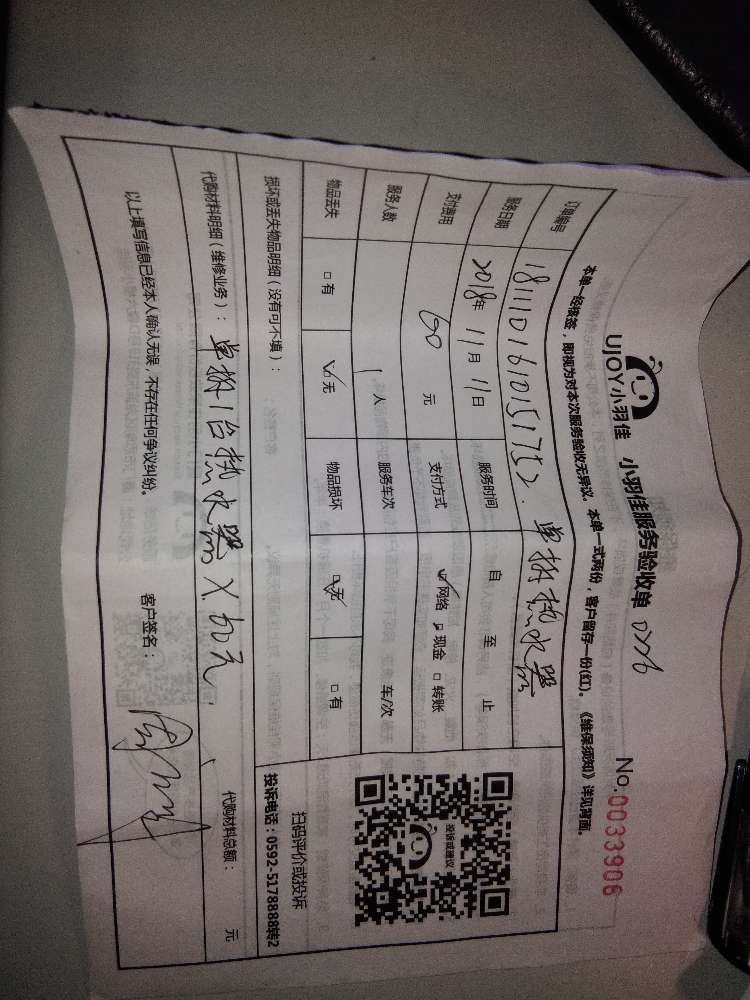 UJOY小羽佳 小羽佳服务验收单
No.0033906
本单一经核签，即视为对本次服务验收无异议。本单一式两份，客户留存一份(红)。《维保须知》详见背面。
订单编号 1811101610151752. 单拆热水器
服务日期 2018年 11月 11日 服务时间 自 至 止
支付费用 60 元 支付方式 ☑网络 □现金 □转账
服务人数 1人 服务车次 车/次
物品丢失 □有 ☑无 物品损坏 ☑无 □有
投诉或建议
扫码评价或投诉
投诉电话：0592-5178888转2
损坏或丢失物品明细（没有可不填）：
代购材料明细（维修业务）： 单拆1台热水器×60元 代购材料总额： 元
以上填写信息已经本人确认无误，不存在任何争议纠纷。 客户签名：